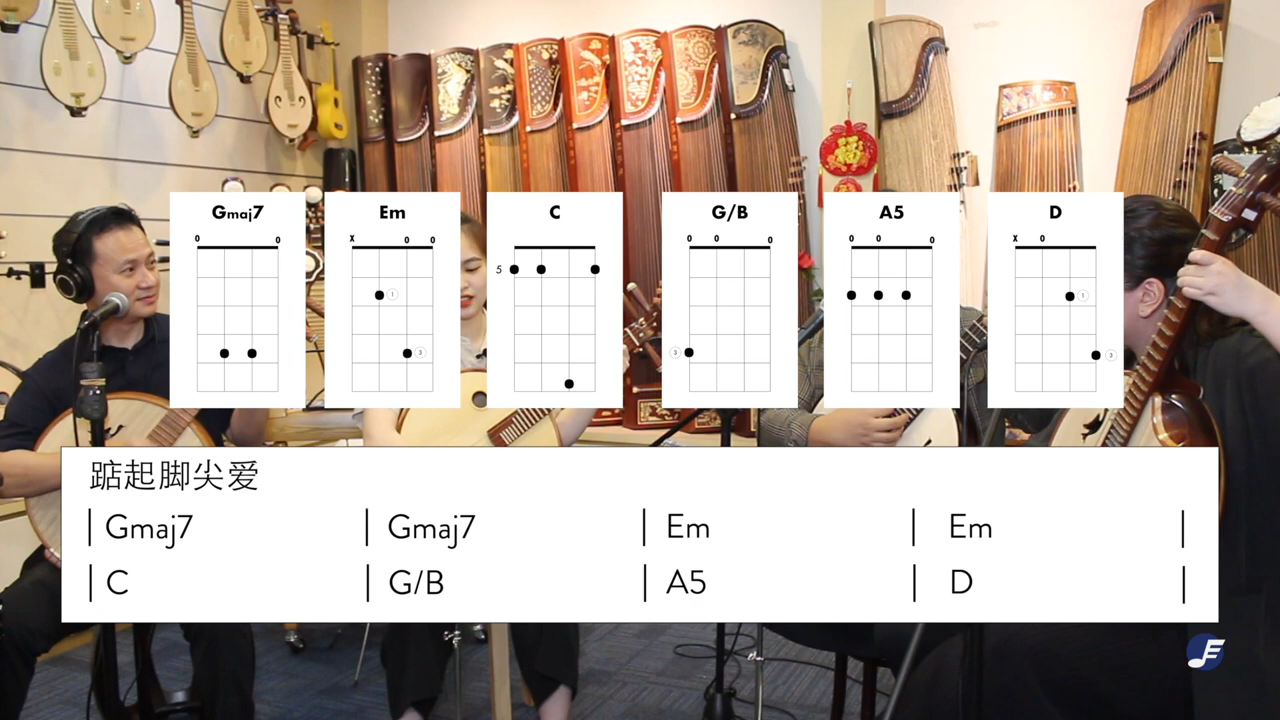 Gmaj7
0 0
Em
x 0 0
1
3
C
5
G/B
0 0 0
3
A5
0 0 0
D
x 0
1
3
踮起脚尖爱
| Gmaj7 | Gmaj7 | Em | Em |
| C | G/B | A5 | D |